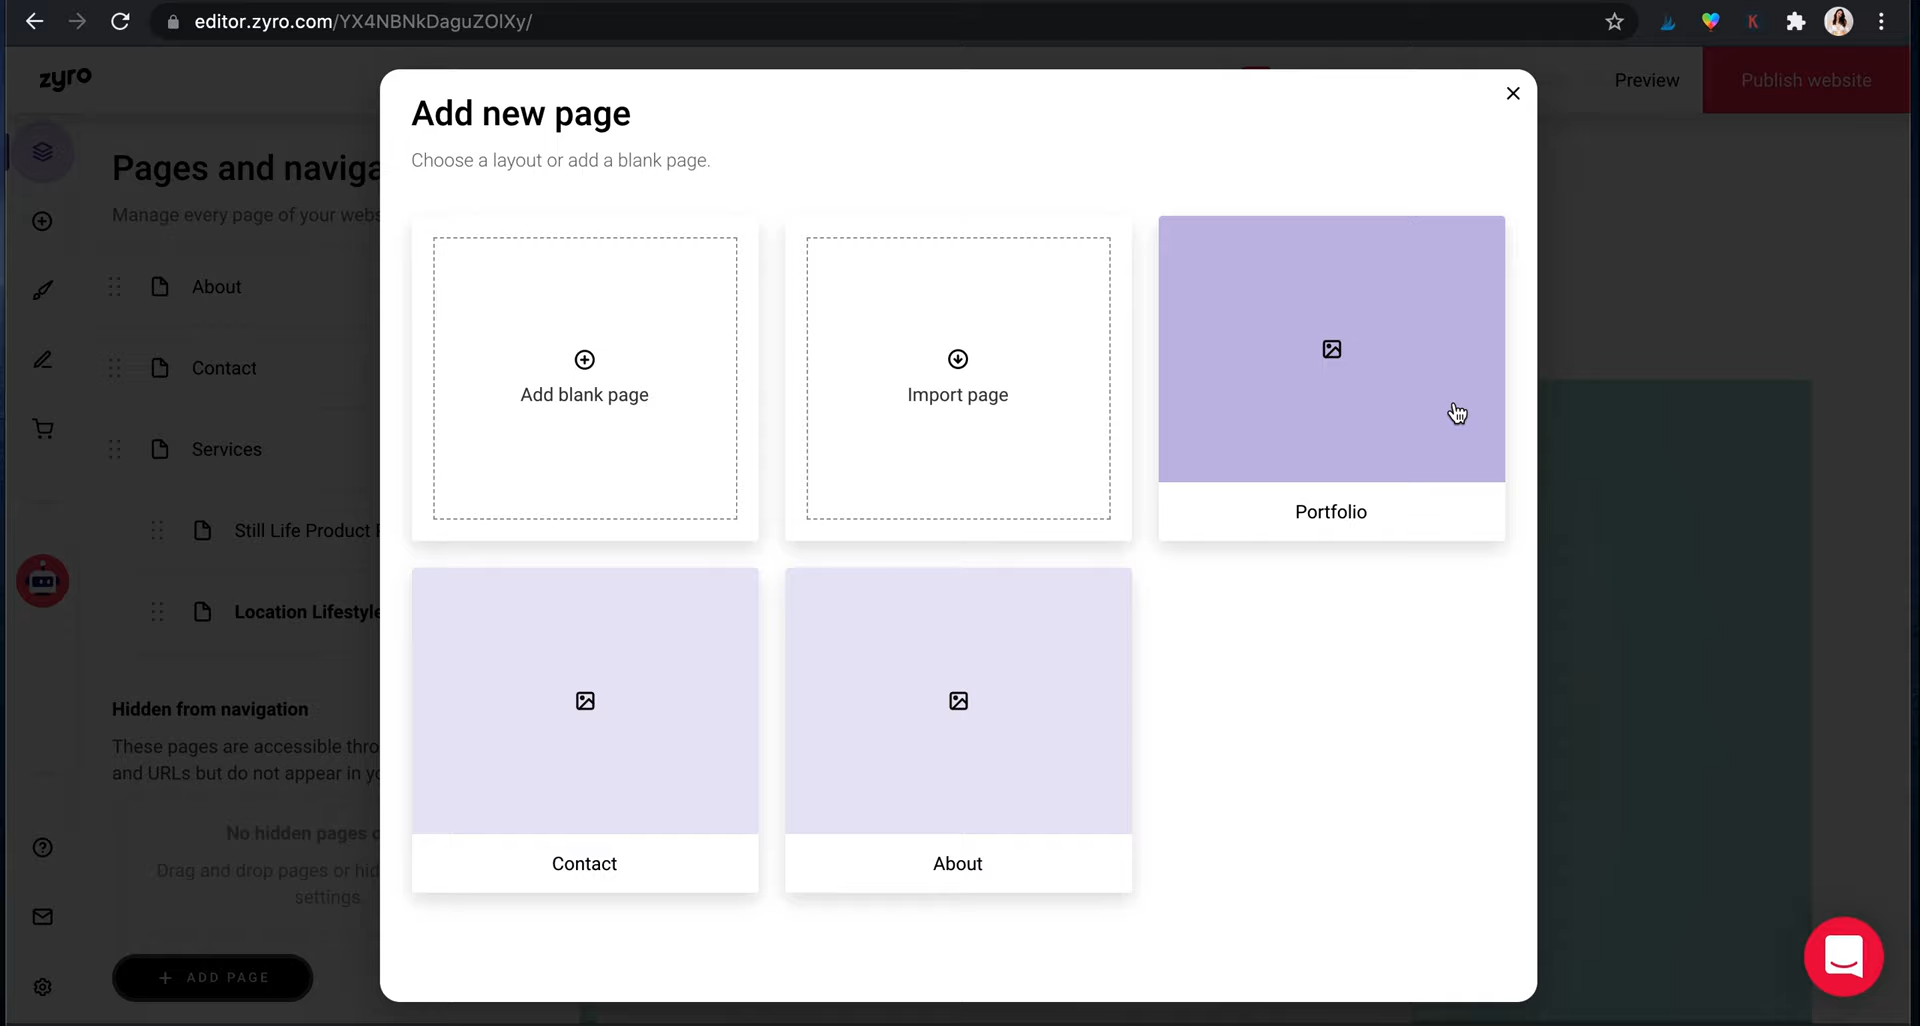 editor.zyro.com/YX4NBNkDaguZOlXy/
zyro
Preview
Publish website
Add new page
Choose a layout or add a blank page.
Pages and naviga
Manage every page of your webs
About
Contact
Services
Still Life Product
Location Lifestyle
Hidden from navigation
These pages are accessible thro
and URLs but do not appear in yo
No hidden pages o
Drag and drop pages or hid
settings.
+ ADD PAGE
Add blank page
Import page
Portfolio
Contact
About